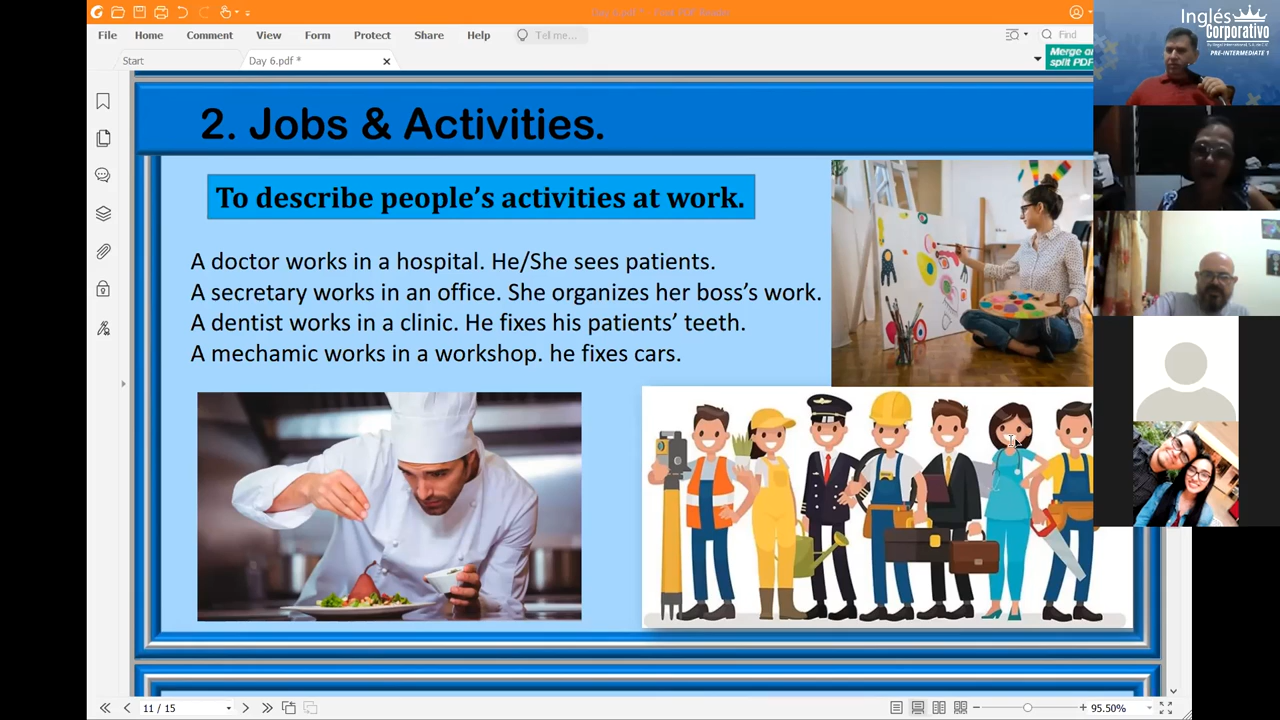 File Home Comment View Form Protect Share Help Tell me... Find
Start Day 6.pdf * Merge or
split PDF
Inglés
Corporativo
PRE-INTERMEDIATE 1
2. Jobs & Activities.
To describe people’s activities at work.
A doctor works in a hospital. He/She sees patients.
A secretary works in an office. She organizes her boss’s work.
A dentist works in a clinic. He fixes his patients’ teeth.
A mechamic works in a workshop. he fixes cars.
11 / 15 95.50%